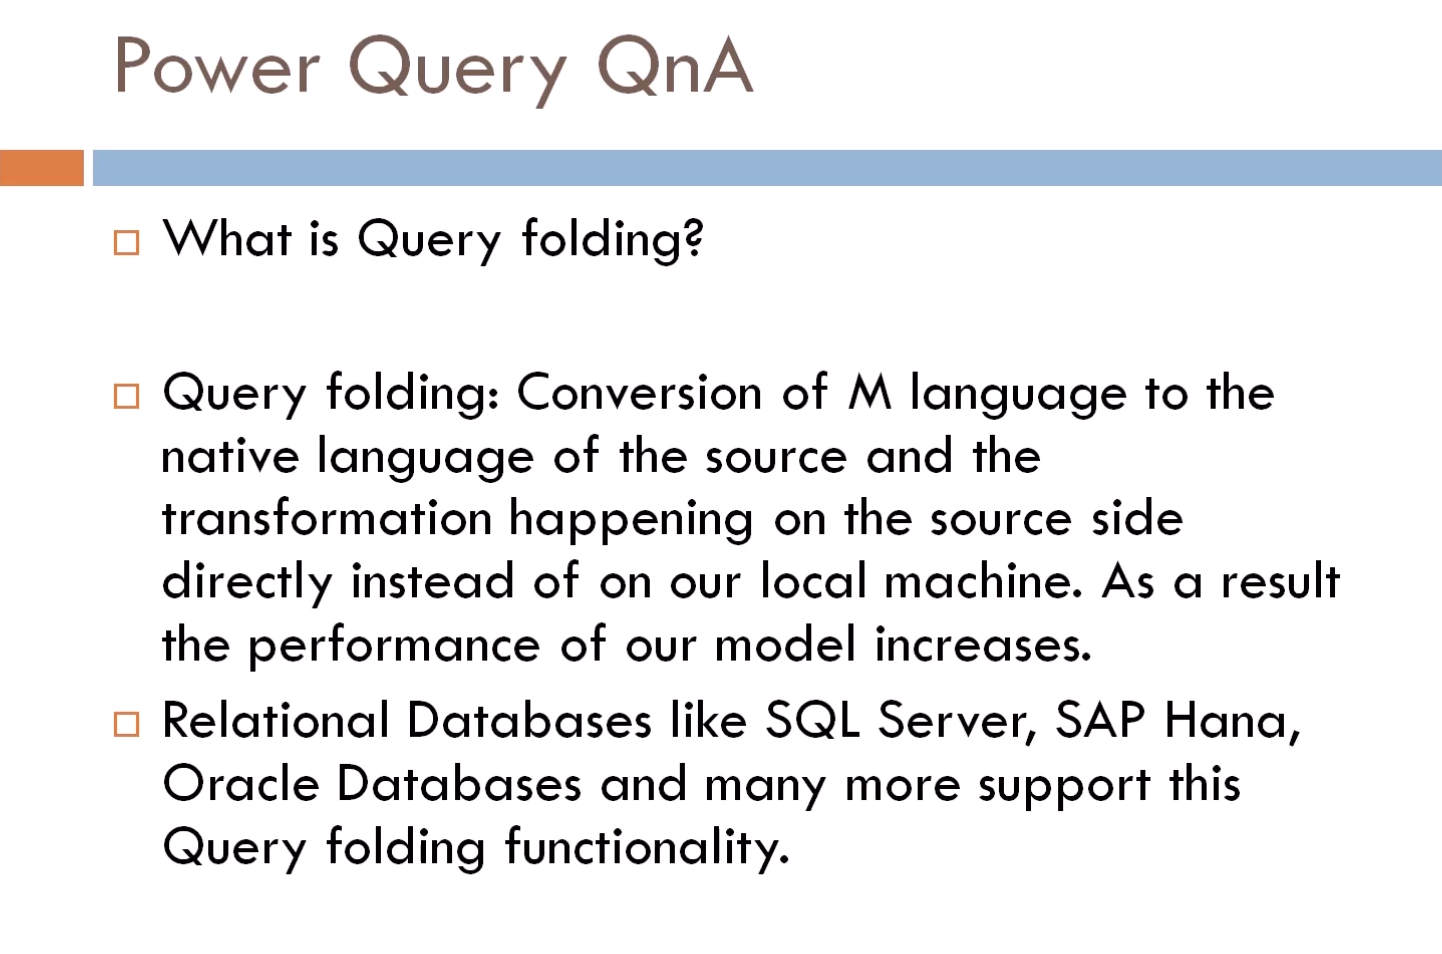 Power Query QnA
What is Query folding?
Query folding: Conversion of M language to the
native language of the source and the
transformation happening on the source side
directly instead of on our local machine. As a result
the performance of our model increases.
Relational Databases like SQL Server, SAP Hana,
Oracle Databases and many more support this
Query folding functionality.